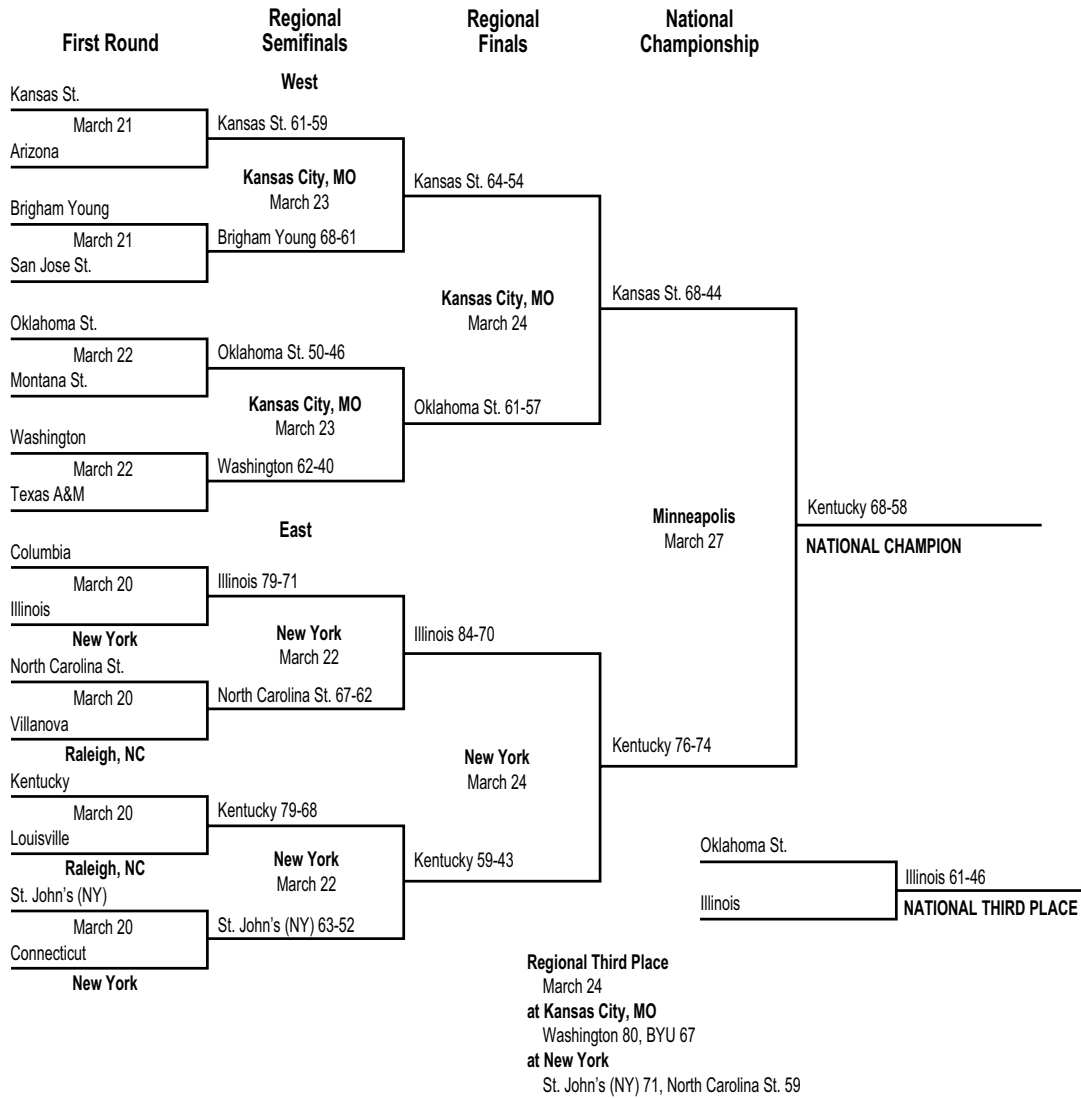 First Round
Regional
Semifinals
Regional
Finals
National
Championship
West
Kansas St.
March 21
Arizona
Kansas St. 61-59
Kansas City, MO
March 23
Brigham Young
March 21
San Jose St.
Brigham Young 68-61
Kansas St. 64-54
Kansas City, MO
March 24
Oklahoma St.
March 22
Montana St.
Oklahoma St. 50-46
Kansas City, MO
March 23
Washington
March 22
Texas A&M
Washington 62-40
Oklahoma St. 61-57
Kansas St. 68-44
East
Columbia
March 20
Illinois
New York
Illinois 79-71
New York
March 22
North Carolina St.
March 20
Villanova
Raleigh, NC
North Carolina St. 67-62
Illinois 84-70
New York
March 24
Kentucky
March 20
Louisville
Raleigh, NC
Kentucky 79-68
New York
March 22
St. John's (NY)
March 20
Connecticut
New York
St. John's (NY) 63-52
Kentucky 59-43
Kentucky 76-74
Minneapolis
March 27
Kentucky 68-58
NATIONAL CHAMPION
Oklahoma St.
Illinois
Illinois 61-46
NATIONAL THIRD PLACE
Regional Third Place
March 24
at Kansas City, MO
Washington 80, BYU 67
at New York
St. John's (NY) 71, North Carolina St. 59